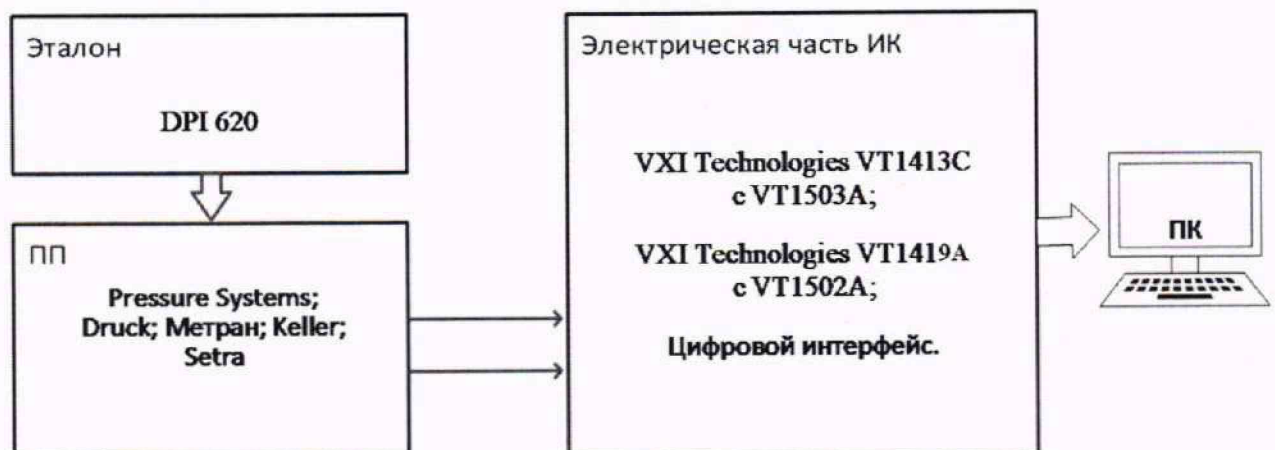 Эталон
DPI 620
ПП
Pressure Systems;
Druck; Метран; Keller;
Setra
Электрическая часть ИК
VXI Technologies VT1413C
с VT1503A;
VXI Technologies VT1419A
с VT1502A;
Цифровой интерфейс.
ПК